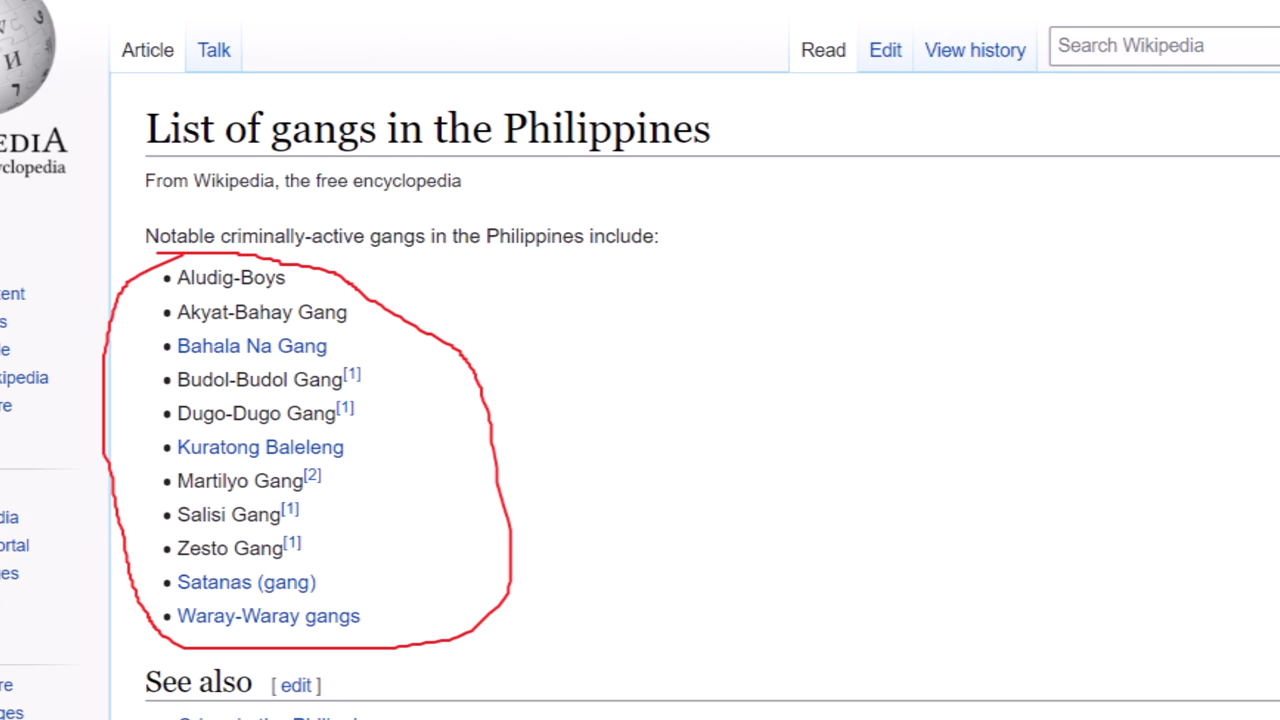 Article Talk Read Edit View history Search Wikipedia
List of gangs in the Philippines
From Wikipedia, the free encyclopedia
Notable criminally-active gangs in the Philippines include:
• Aludig-Boys
• Akyat-Bahay Gang
• Bahala Na Gang
• Budol-Budol Gang[1]
• Dugo-Dugo Gang[1]
• Kuratong Baleleng
• Martilyo Gang[2]
• Salisi Gang[1]
• Zesto Gang[1]
• Satanas (gang)
• Waray-Waray gangs
See also [ edit ]